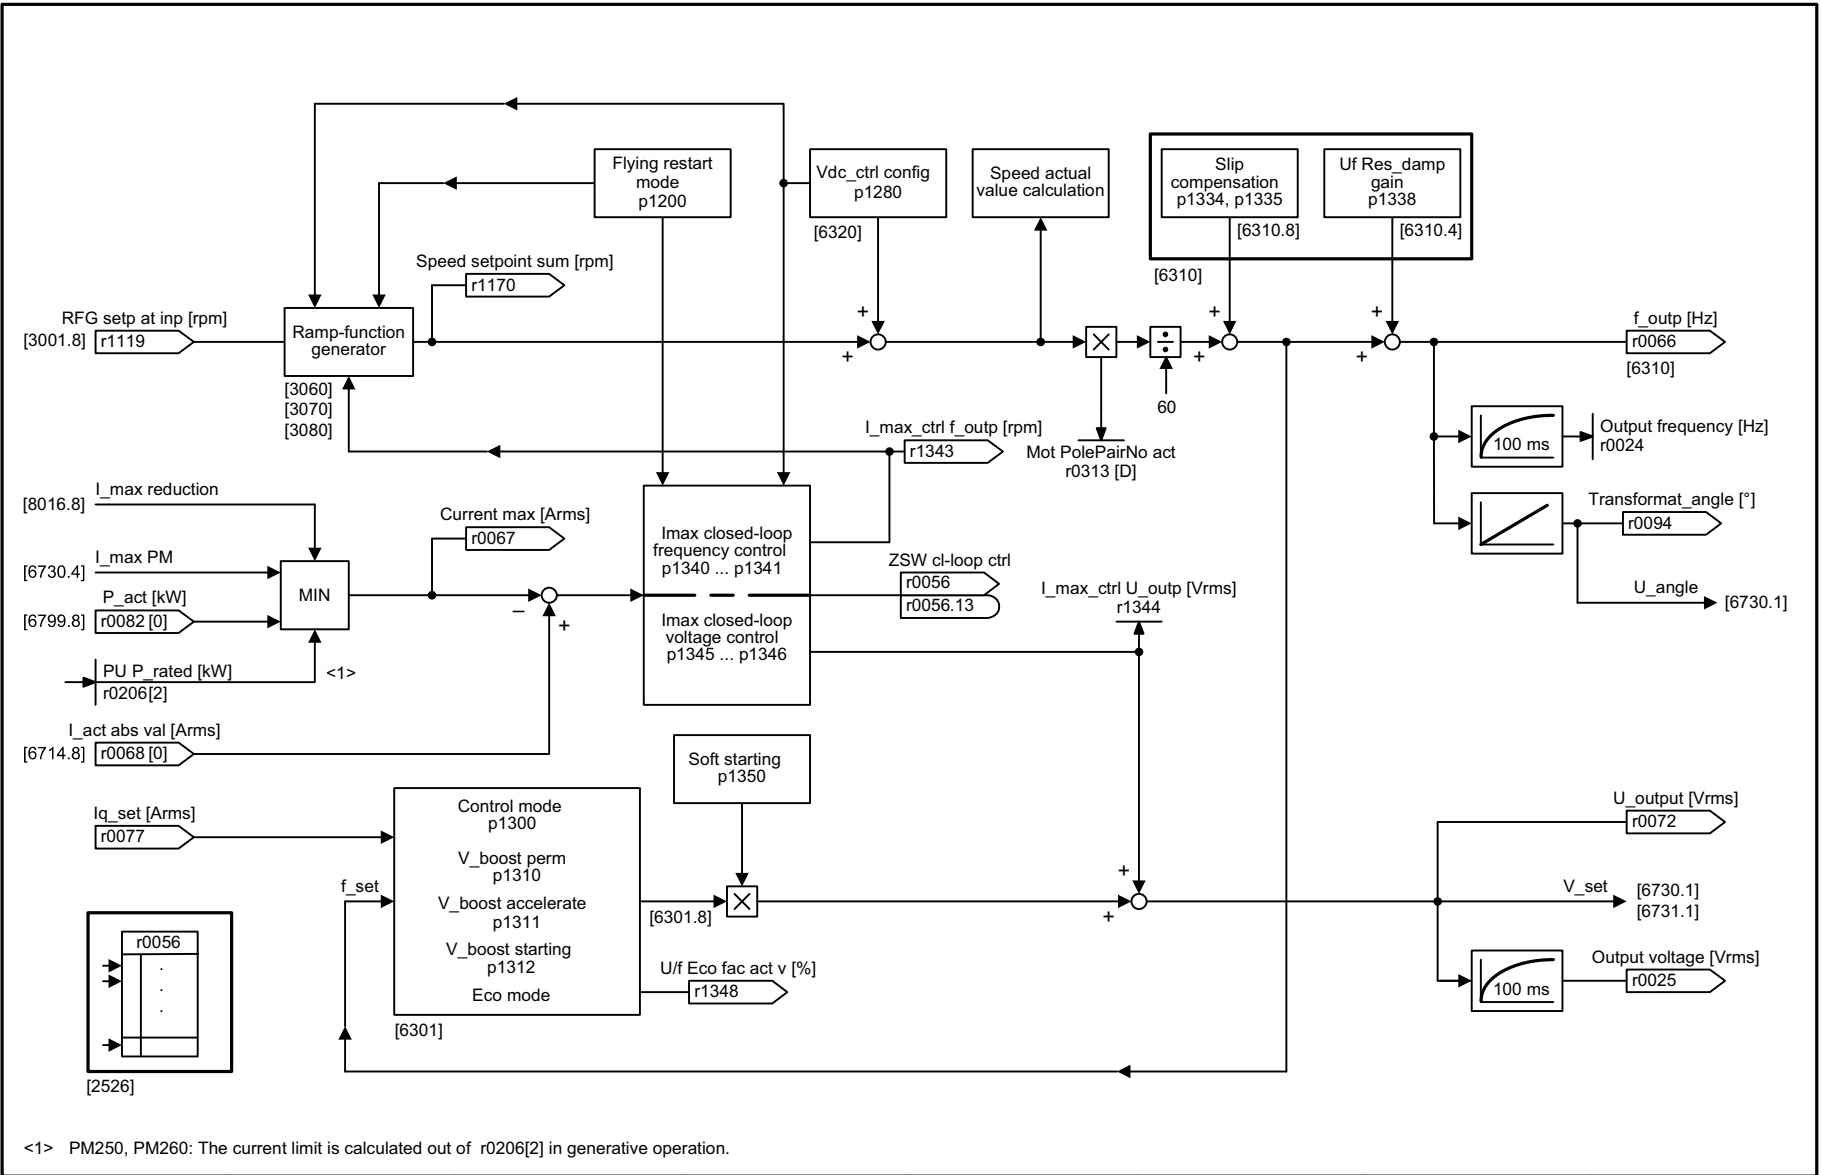 Flying restart
mode
p1200
Vdc_ctrl config
p1280
[6320]
Speed actual
value calculation
Slip
compensation
p1334, p1335
[6310.8]
Uf Res_damp
gain
p1338
[6310.4]
[6310]
Speed setpoint sum [rpm]
r1170
RFG setp at inp [rpm]
[3001.8]
r1119
Ramp-function
generator
[3060]
[3070]
[3080]
+
+
+
+
+
+
60
Mot PolePairNo act
r0313 [D]
f_outp [Hz]
r0066
[6310]
100 ms
Output frequency [Hz]
r0024
Transformat_angle [°]
r0094
U_angle
[6730.1]
I_max_ctrl f_outp [rpm]
r1343
I_max reduction
[8016.8]
I_max PM
[6730.4]
P_act [kW]
[6799.8]
r0082 [0]
PU P_rated [kW]
r0206[2]
<1>
MIN
Current max [Arms]
r0067
–
+
I_act abs val [Arms]
[6714.8]
r0068 [0]
Imax closed-loop
frequency control
p1340 ... p1341
Imax closed-loop
voltage control
p1345 ... p1346
ZSW cl-loop ctrl
r0056
r0056.13
I_max_ctrl U_outp [Vrms]
r1344
Soft starting
p1350
Iq_set [Arms]
r0077
f_set
Control mode
p1300
V_boost perm
p1310
V_boost accelerate
p1311
V_boost starting
p1312
Eco mode
[6301]
[6301.8]
U/f Eco fac act v [%]
r1348
+
+
U_output [Vrms]
r0072
V_set
[6730.1]
[6731.1]
100 ms
Output voltage [Vrms]
r0025
r0056
.
.
.
[2526]
<1> PM250, PM260: The current limit is calculated out of r0206[2] in generative operation.